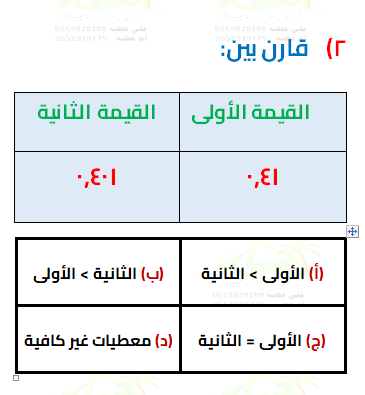 ٢) قارن بين:
القيمة الأولى القيمة الثانية
٠,٤١ ٠,٤٠١
(أ) الأولى > الثانية (ب) الثانية > الأولى
(ج) الأولى = الثانية (د) معطيات غير كافية